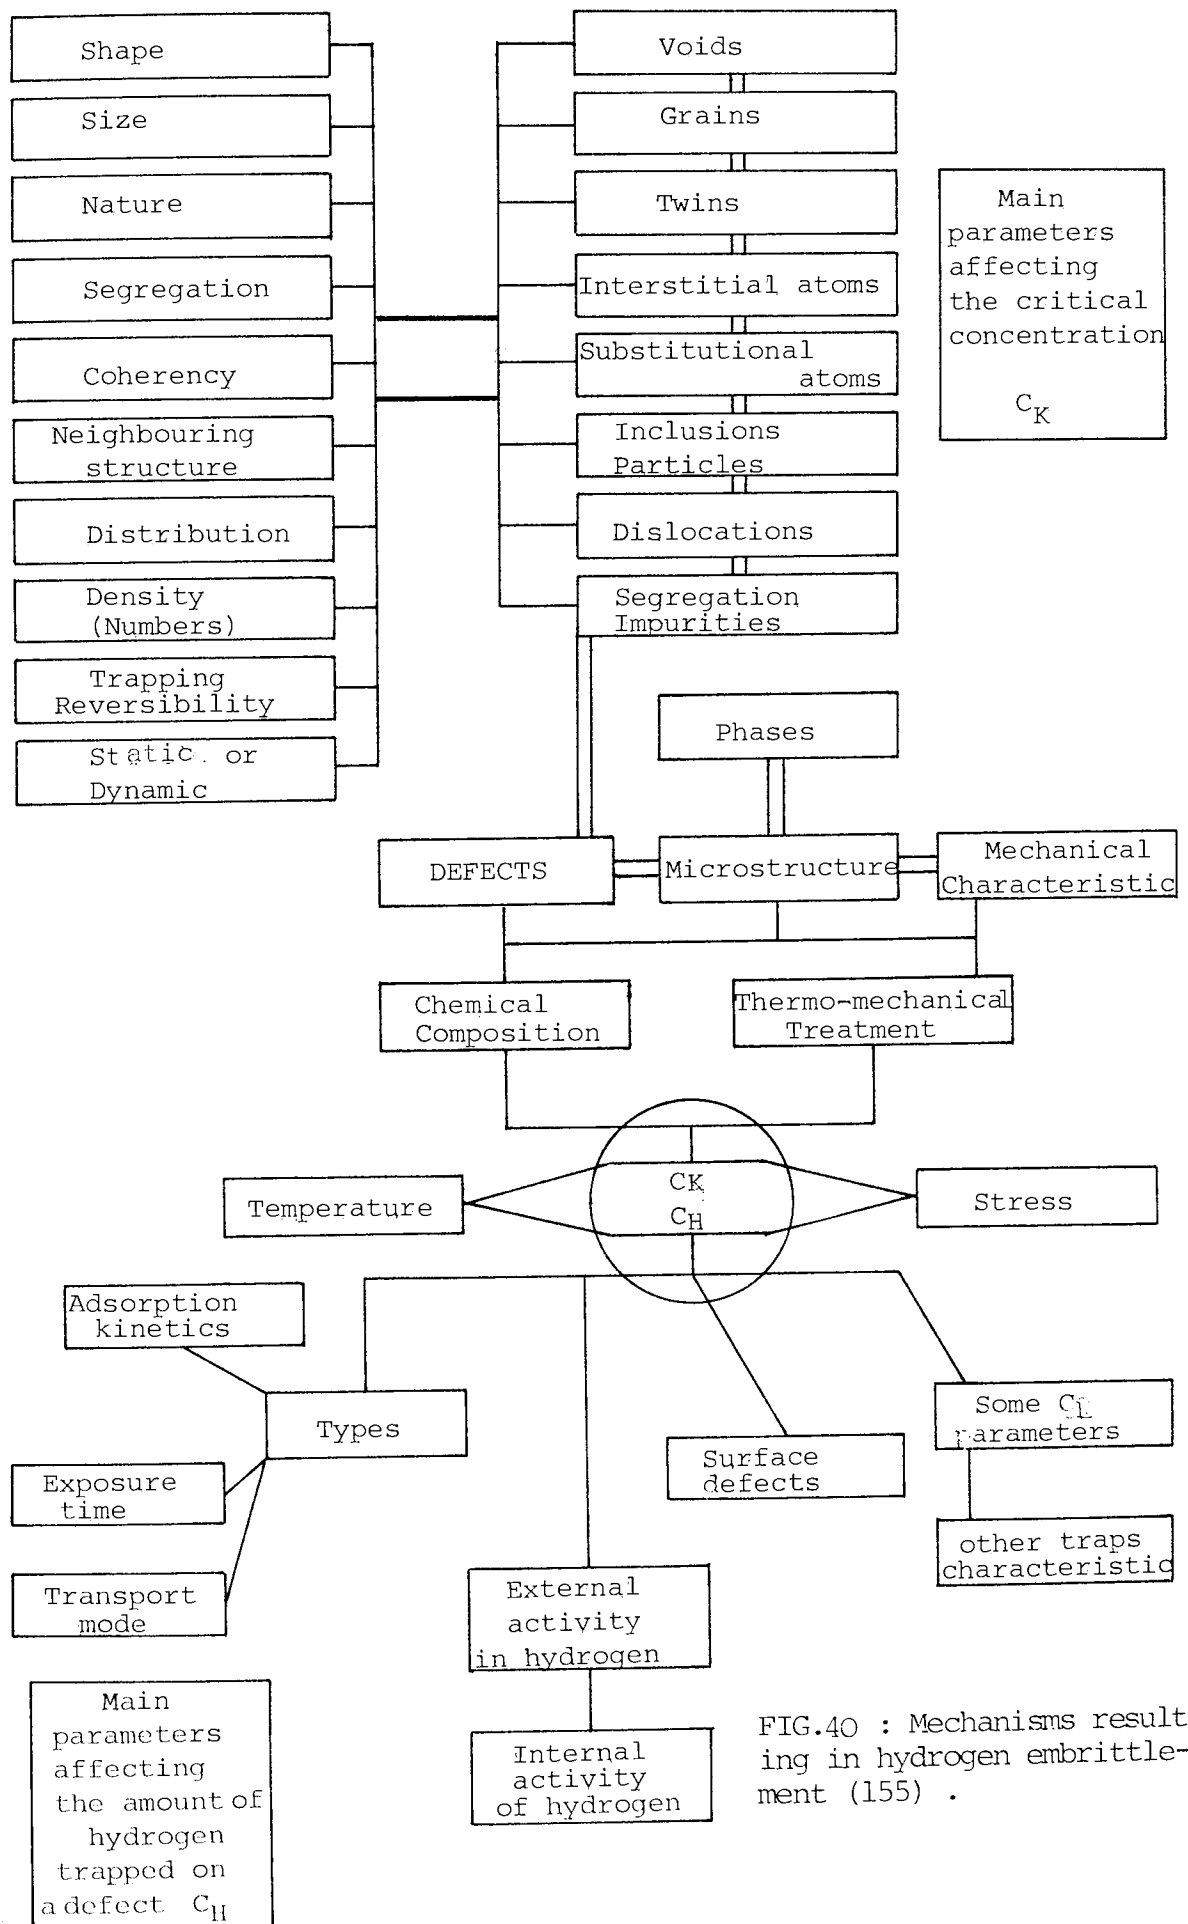 Shape
Size
Nature
Segregation
Coherency
Neighbouring
structure
Distribution
Density
(Numbers)
Trapping
Reversibility
Static or
Dynamic
Voids
Grains
Twins
Interstitial atoms
Substitutional
atoms
Inclusions
Particles
Dislocations
Segregation
Impurities
Main
parameters
affecting
the critical
concentration
CK
Phases
DEFECTS
Microstructure
Mechanical
Characteristic
Chemical
Composition
Thermo-mechanical
Treatment
Temperature
CK
CH
Stress
Adsorption
kinetics
Types
Exposure
time
Transport
mode
Surface
defects
Some
parameters
other traps
characteristic
External
activity
in hydrogen
Internal
activity
of hydrogen
Main
parameters
affecting
the amount of
hydrogen
trapped on
a defect CH
FIG.40 : Mechanisms result
ing in hydrogen embrittle-
ment (155) .